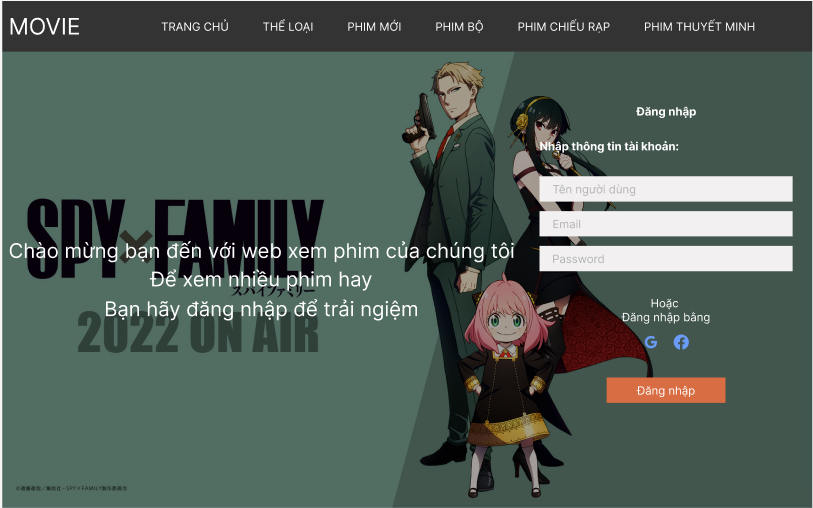 MOVIE
TRANG CHỦ
THỂ LOẠI
PHIM MỚI
PHIM BỘ
PHIM CHIẾU RẠP
PHIM THUYẾT MINH
SPY×FAMILY
スパイファミリー
2022 ON AIR
Chào mừng bạn đến với web xem phim của chúng tôi
Để xem nhiều phim hay
Bạn hãy đăng nhập để trải ngiệm
Đăng nhập
Nhập thông tin tài khoản:
Tên người dùng
Email
Password
Hoặc
Đăng nhập bằng
G
Đăng nhập